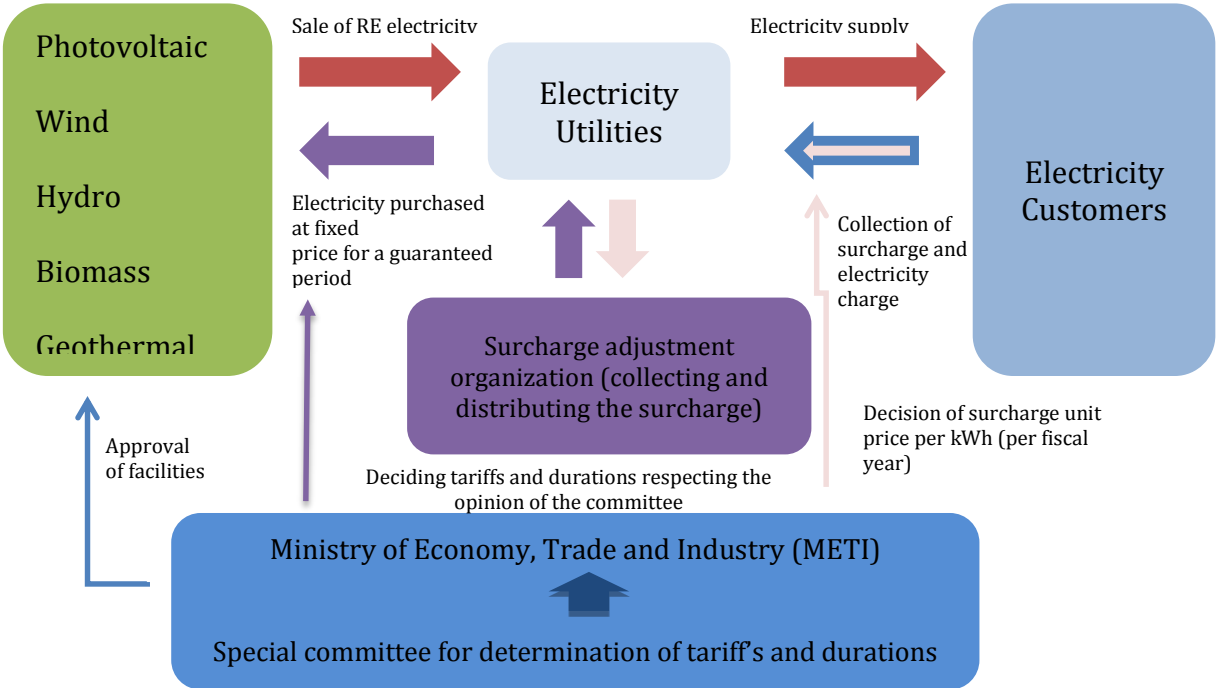 Photovoltaic
Wind
Hydro
Biomass
Geothermal
Sale of RE electricity
Electricity purchased
at fixed
price for a guaranteed
period
Electricity
Utilities
Electricity supply
Collection of
surcharge and
electricity
charge
Electricity
Customers
Surcharge adjustment
organization (collecting and
distributing the surcharge)
Decision of surcharge unit
price per kWh (per fiscal
year)
Approval
of facilities
Deciding tariffs and durations respecting the
opinion of the committee
Ministry of Economy, Trade and Industry (METI)
Special committee for determination of tariff's and durations